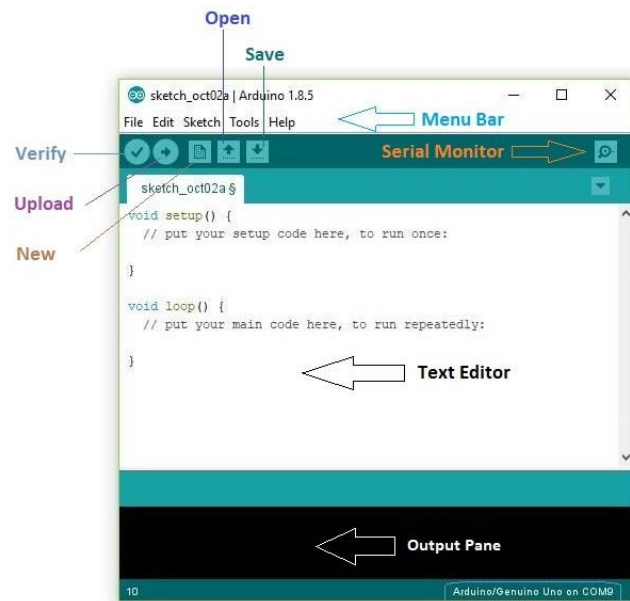 Open
Save
sketch_oct02a | Arduino 1.8.5
File Edit Sketch Tools Help
Menu Bar
Verify
Serial Monitor
Upload
sketch_oct02a §
New
void setup() {
// put your setup code here, to run once:
}
void loop() {
// put your main code here, to run repeatedly:
}
Text Editor
Output Pane
10
Arduino/Genuino Uno on COM9